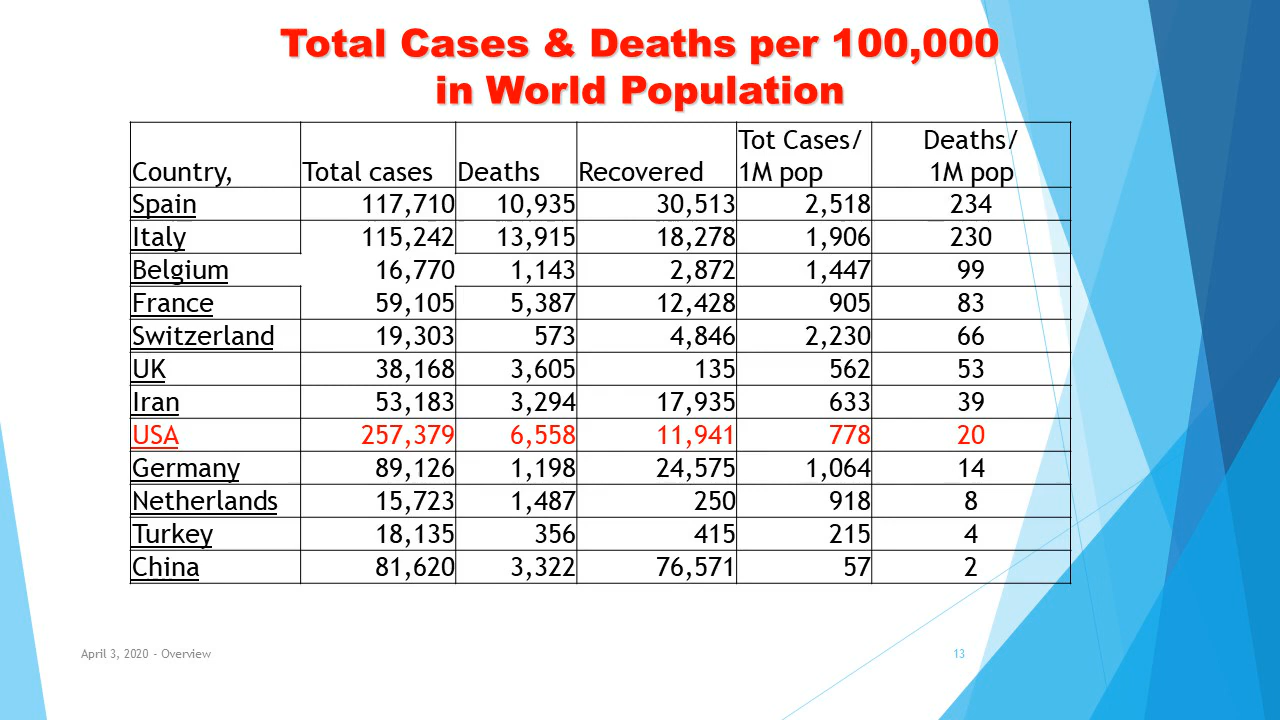 Total Cases & Deaths per 100,000
in World Population
Country, Total cases Deaths Recovered Tot Cases/ 1M pop Deaths/ 1M pop
Spain 117,710 10,935 30,513 2,518 234
Italy 115,242 13,915 18,278 1,906 230
Belgium 16,770 1,143 2,872 1,447 99
France 59,105 5,387 12,428 905 83
Switzerland 19,303 573 4,846 2,230 66
UK 38,168 3,605 135 562 53
Iran 53,183 3,294 17,935 633 39
USA 257,379 6,558 11,941 778 20
Germany 89,126 1,198 24,575 1,064 14
Netherlands 15,723 1,487 250 918 8
Turkey 18,135 356 415 215 4
China 81,620 3,322 76,571 57 2
April 3, 2020 - Overview 13